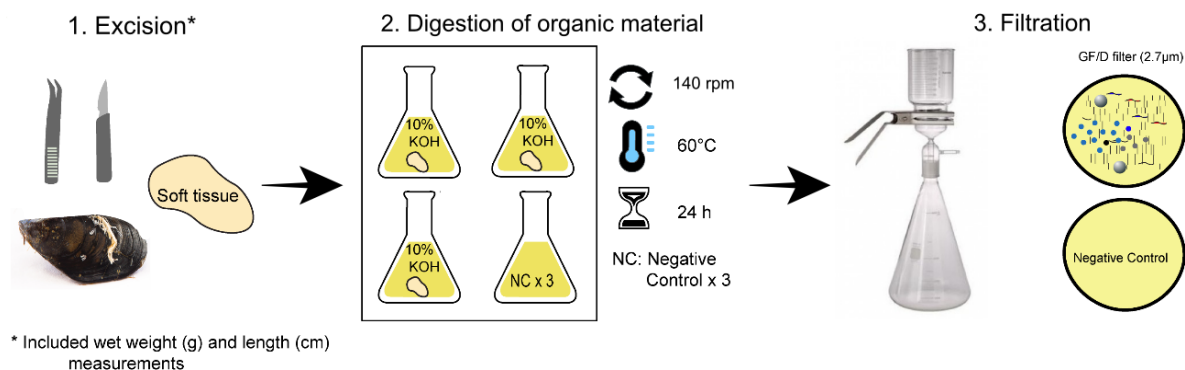 1. Excision*
Soft tissue
* Included wet weight (g) and length (cm)
measurements
2. Digestion of organic material
10%
KOH
10%
KOH
10%
KOH
NC x 3
140 rpm
60°C
24 h
NC: Negative
Control x 3
3. Filtration
GF/D filter (2.7µm)
Negative Control